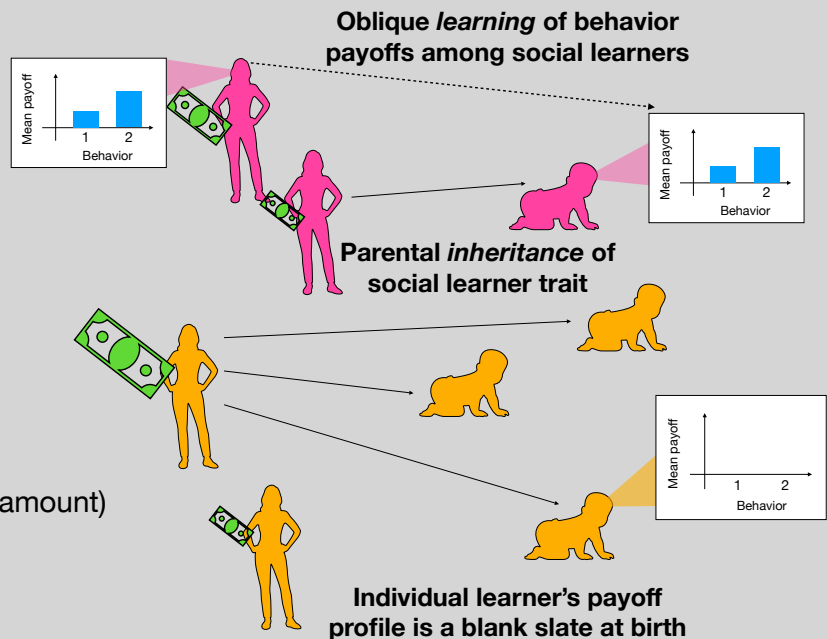 Oblique learning of behavior
payoffs among social learners
Mean payoff
1 2
Behavior
Mean payoff
1 2
Behavior
Parental inheritance of
social learner trait
Mean payoff
1 2
Behavior
amount)
Individual learner's payoff
profile is a blank slate at birth